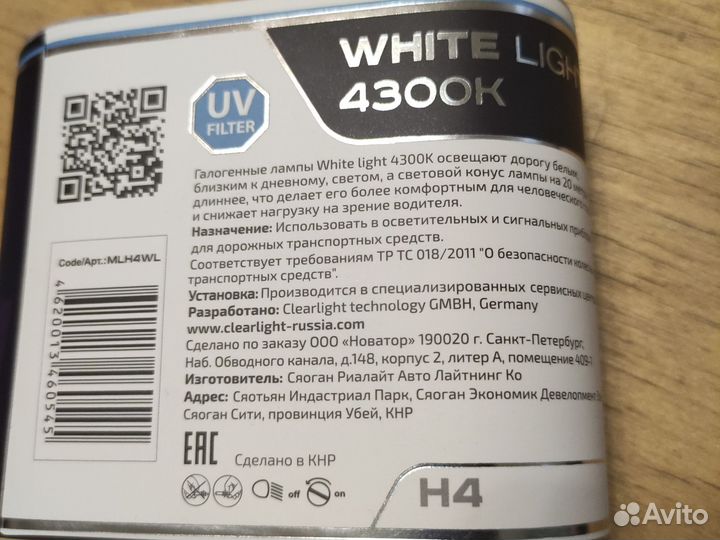 WHITE LIGH
4300K
UV
FILTER
Галогенные лампы White light 4300K освещают дорогу белым,
близким к дневному, светом, а световой конус лампы на 20
длиннее, что делает его более комфортным для человеческого
и снижает нагрузку на зрение водителя.
Назначение: Использовать в осветительных и сигнальных
для дорожных транспортских средств.
Соответствует требованиям ТР ТС 018/2011 "О безопасности
транспортных средств.
Установка: Производится в специализированных сервисных
Разработано: Clearlight technology GMBH, Germany
www.clearlight-russia.com
Сделано по заказу ООО «Новатор» 190020 г. Санкт-Петербург,
Наб. Обводного канала, д.148, корпус 2, литер А, помещение
Изготовитель: Сяоган Риалайт Авто Лайтнинг Ко
Адрес: Сяотьян Индастриал Парк, Сяоган Экономик Девелопмент
Сяоган Сити, провинция Убей, КНР
Code/Арт.:MLH4WL
4620013460545
EAC
Сделано в КНР
off
on
H4
Avito